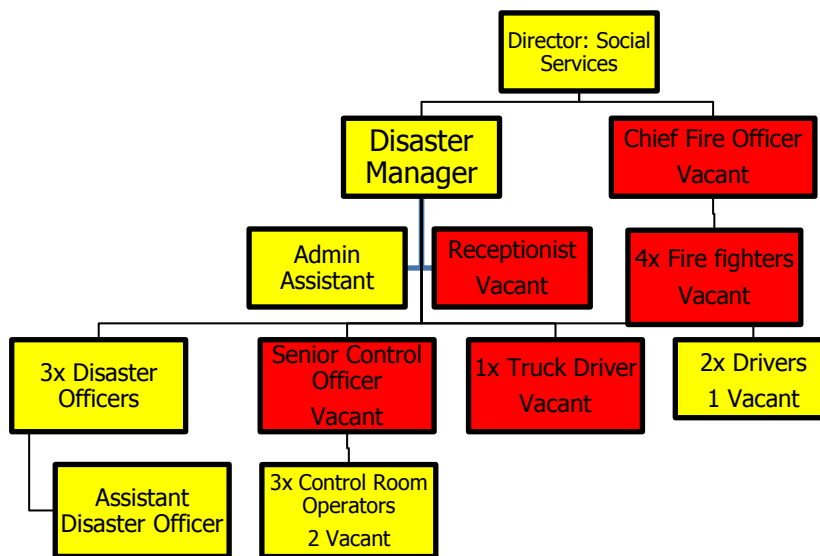 Director: Social
Services
Disaster
Manager
Chief Fire Officer
Vacant
Admin
Assistant
Receptionist
Vacant
4x Fire fighters
Vacant
3x Disaster
Officers
Senior Control
Officer
Vacant
1x Truck Driver
Vacant
2x Drivers
1 Vacant
Assistant
Disaster Officer
3x Control Room
Operators
2 Vacant